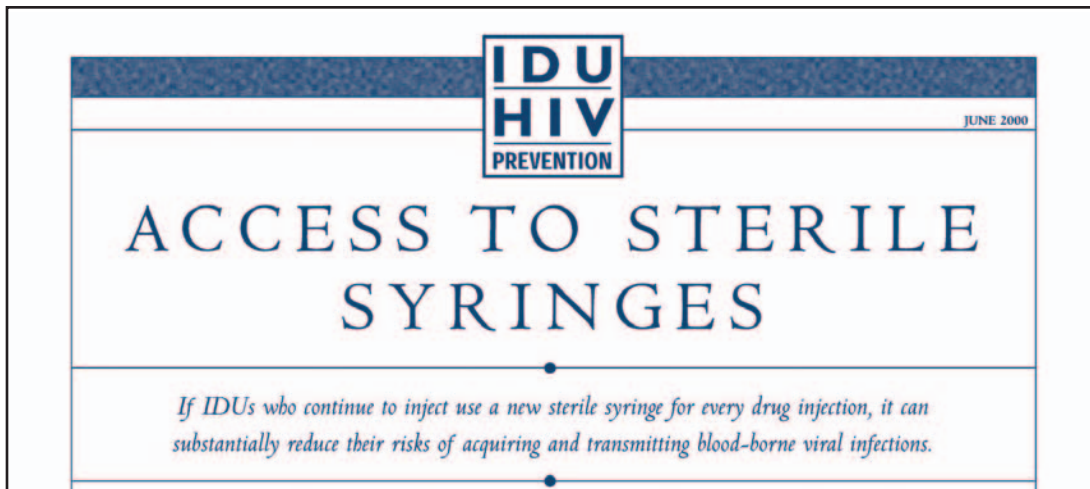 IDU
HIV
PREVENTION
JUNE 2000
ACCESS TO STERILE
SYRINGES
If IDUs who continue to inject use a new sterile syringe for every drug injection, it can
substantially reduce their risks of acquiring and transmitting blood-borne viral infections.